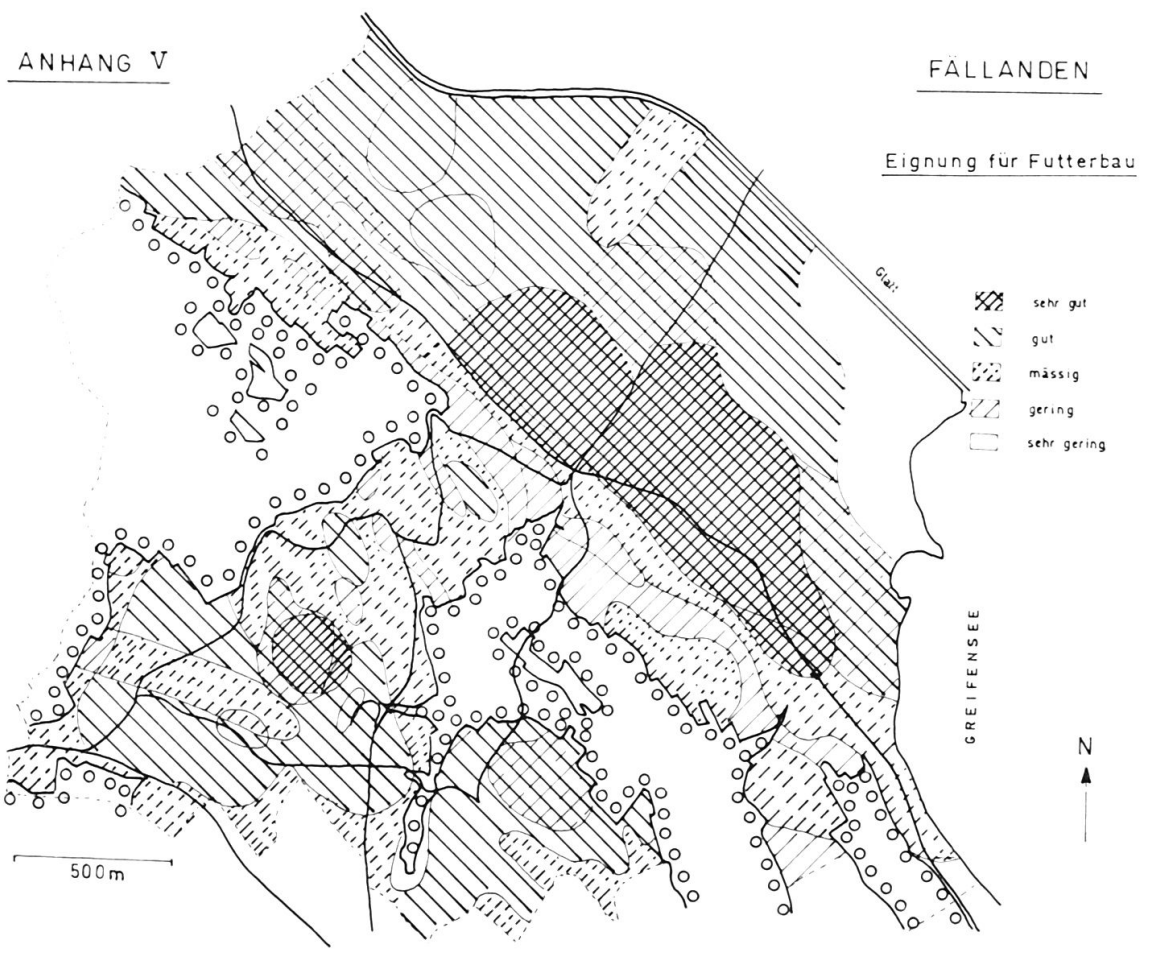 ANHANG V
FÄLLANDEN
Eignung für Futterbau
Glatt
sehr gut
gut
mässig
gering
sehr gering
GREIFENSEE
N
500m